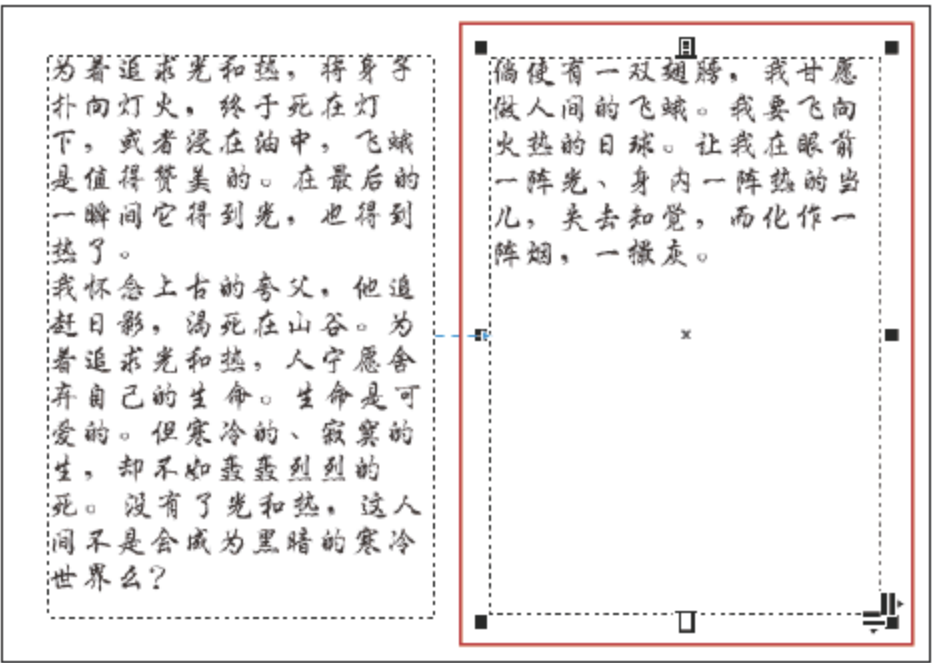 为着追求光和热，将身子
扑向灯火，终于死在灯
下，或者浸在油中，飞蛾
是值得赞美的。在最后的
一瞬间它得到光，也得到
热了。
我怀念上古的夸父，他追
赶日影，渴死在山谷。为
着追求光和热，人宁愿舍
弃自己的生命。生命是可
爱的。但寒冷的、寂寞的
生，却不如轰轰烈烈的
死。没有了光和热，这人
间不是会成为黑暗的寒冷
世界么？
倘使有一双翅膀，我甘愿
做人间的飞蛾。我要飞向
火热的日球。让我在眼前
一阵光、身内一阵热的当
儿，失去知觉，而化作一
阵烟，一撮灰。